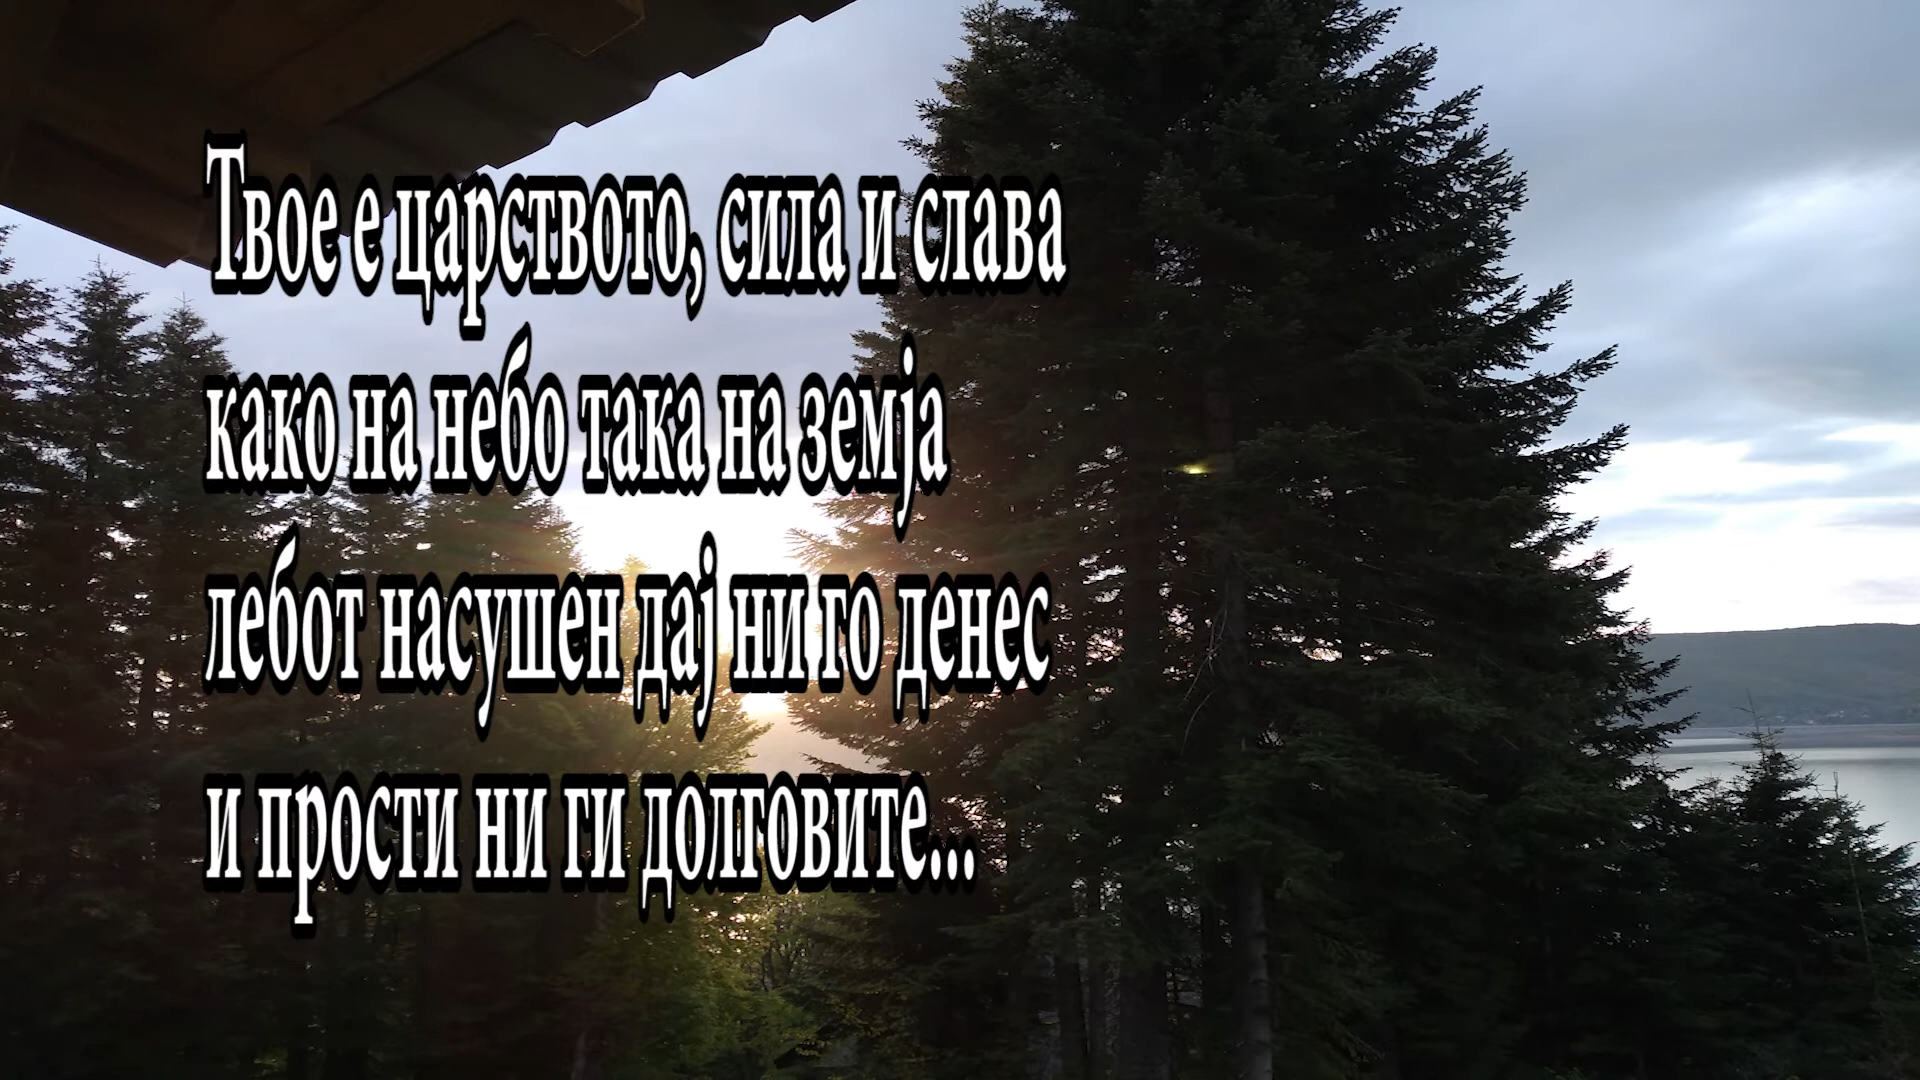 Твое е царството, сила и слава
како на небо така на земја
лебот насушен дај ни го денес
и прости ни ги долговите...